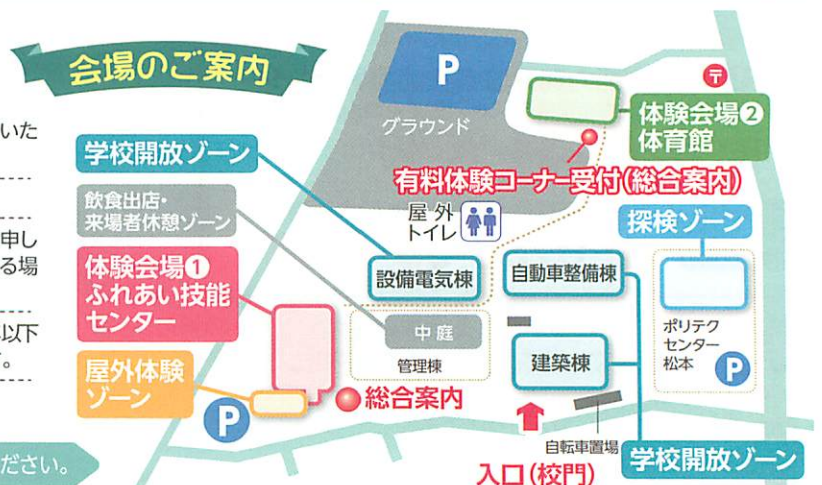 会場のご案内
いた
申し
る場
以下
。
ださい。
学校開放ゾーン
飲食出店・
来場者休憩ゾーン
体験会場❶
ふれあい技能
センター
屋外体験
ゾーン
P
P
グラウンド
〒
体験会場❷
体育館
有料体験コーナー受付(総合案内)
屋外
トイレ
探検ゾーン
設備電気棟
自動車整備棟
中庭
管理棟
建築棟
ポリテク
センター
松本
P
総合案内
自転車置場
入口(校門)
学校開放ゾーン